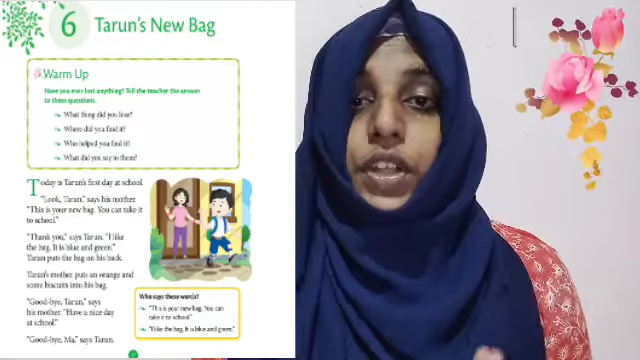 6 Tarun's New Bag
Warm Up
Have you ever lost anything? Tell the teacher the answer
to these questions.
What thing did you lose?
Where did you find it?
Who helped you find it?
What did you say to them?
Today is Tarun's first day at school.
"Look, Tarun," says his mother.
"This is your new bag. You can take it
to school."
"Thank you," says Tarun. "I like
the bag. It is blue and green."
Tarun puts the bag on his back.
Tarun's mother puts an orange and
some biscuits into his bag.
"Good-bye, Tarun," says
his mother. "Have a nice day
at school."
"Good-bye, Ma," says Tarun.
Who says these words?
"This is your new bag. You can
take it to school."
"I like the bag. It is blue and green."